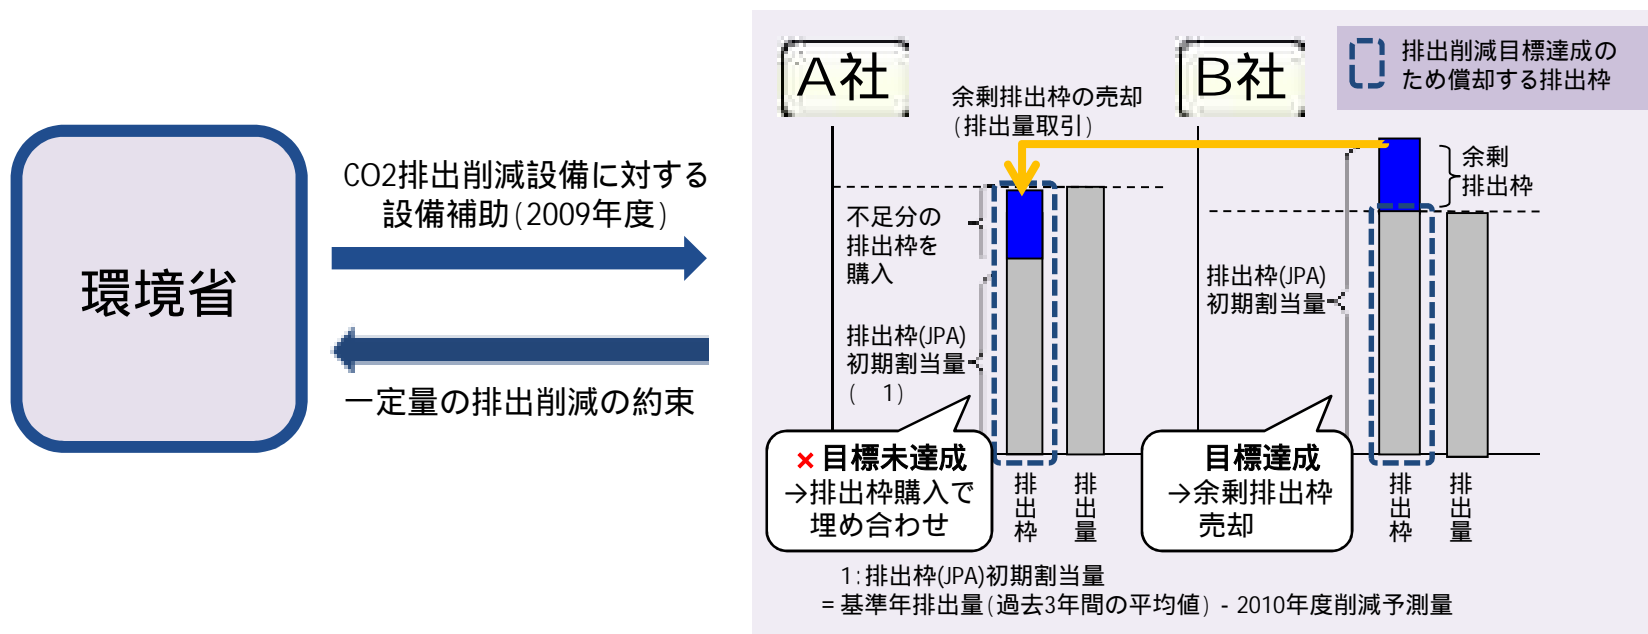 環境省
CO2排出削減設備に対する
設備補助(2009年度)
一定量の排出削減の約束
A社
余剰排出枠の売却
(排出量取引)
B社
排出削減目標達成の
ため償却する排出枠
不足分の
排出枠を
購入
排出枠(JPA)
初期割当量
( 1)
余剰
排出枠
排出枠(JPA)
初期割当量
×目標未達成
→排出枠購入で
埋め合わせ
排出枠
排出量
目標達成
→余剰排出枠
売却
排出枠
排出量
1:排出枠(JPA)初期割当量
=基準年排出量(過去3年間の平均値) - 2010年度削減予測量